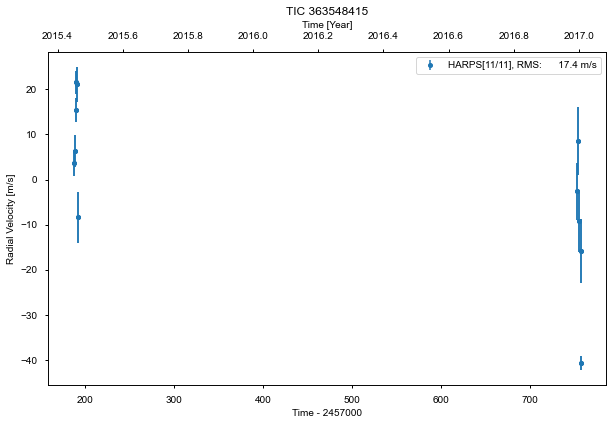 TIC 363548415
Time [Year]
2015.4 2015.6 2015.8 2016.0 2016.2 2016.4 2016.6 2016.8 2017.0
HARPS[11/11], RMS: 17.4 m/s
20
10
0
−10
−20
−30
−40
Radial Velocity [m/s]
200 300 400 500 600 700
Time - 2457000